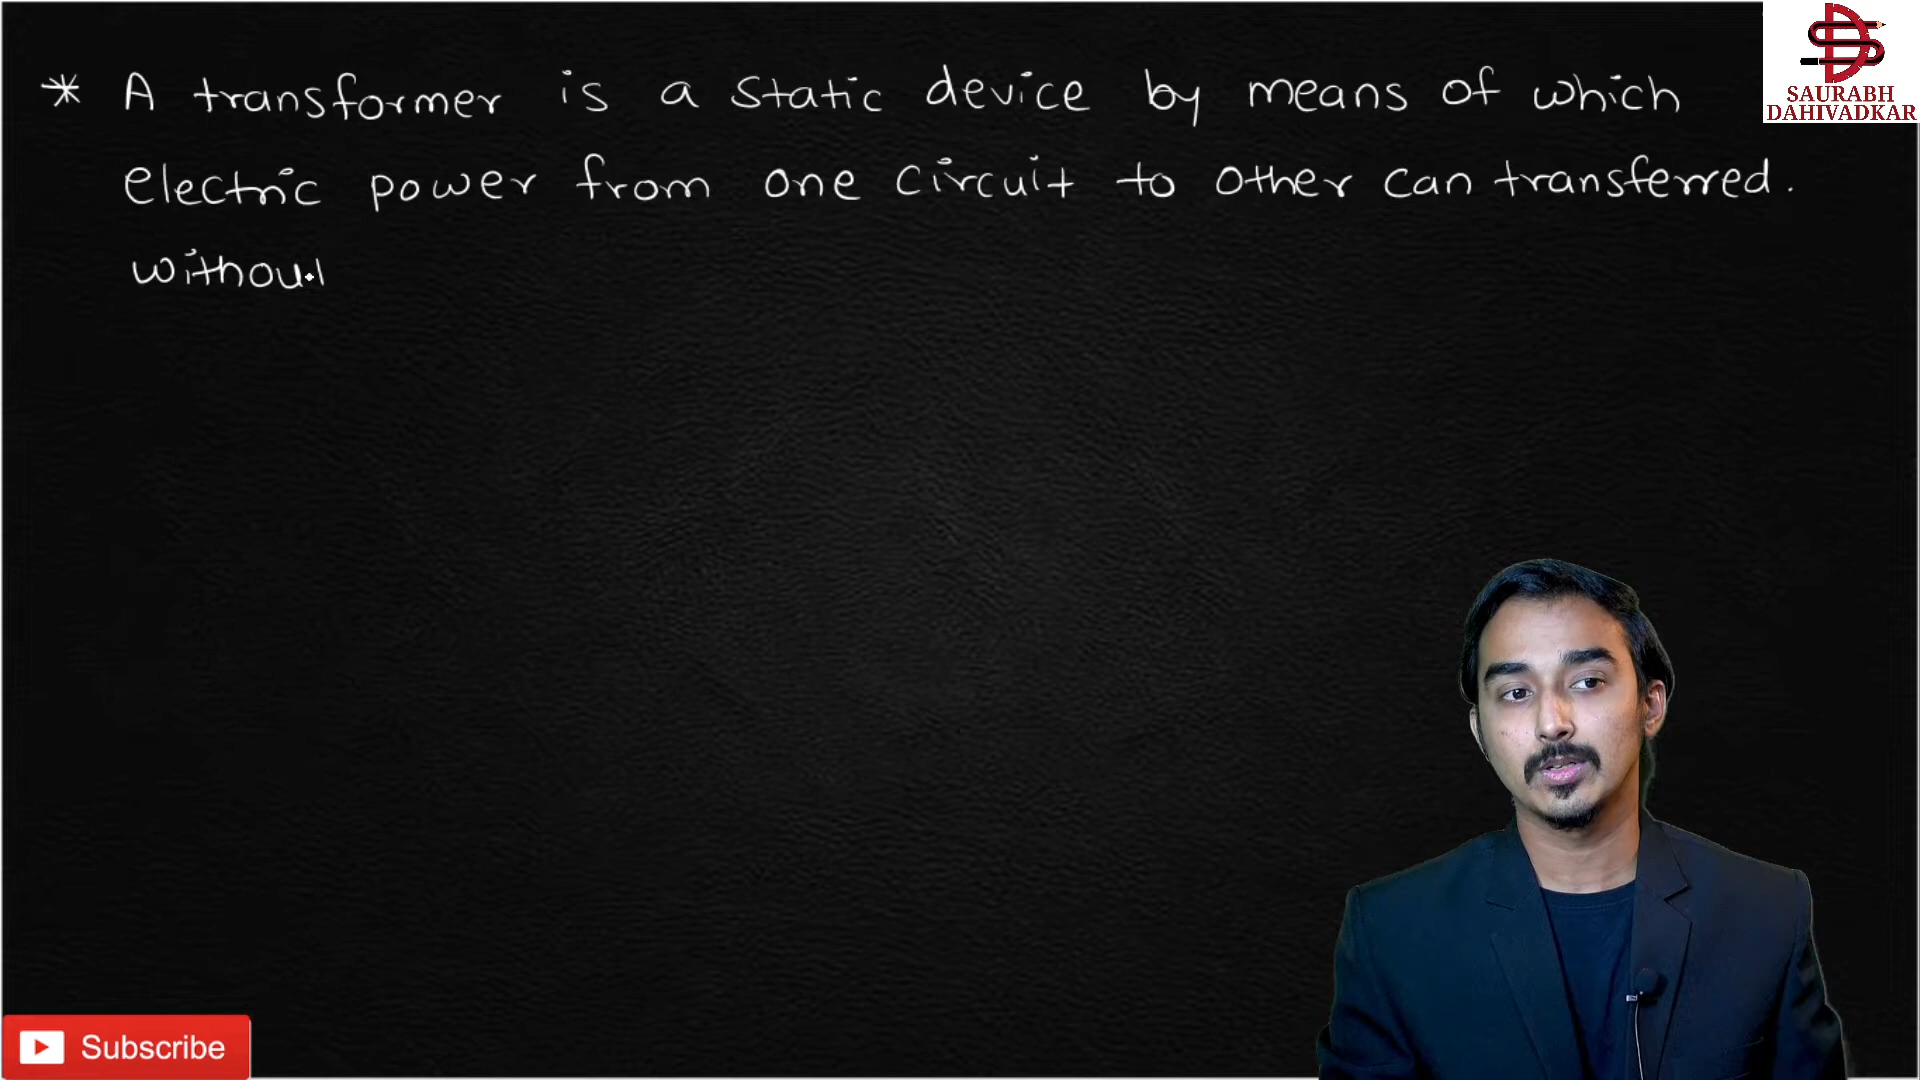 * A transformer is a static device by means of which
electric power from one circuit to other can transferred.
without
SAURABH
DAHIVADKAR
Subscribe